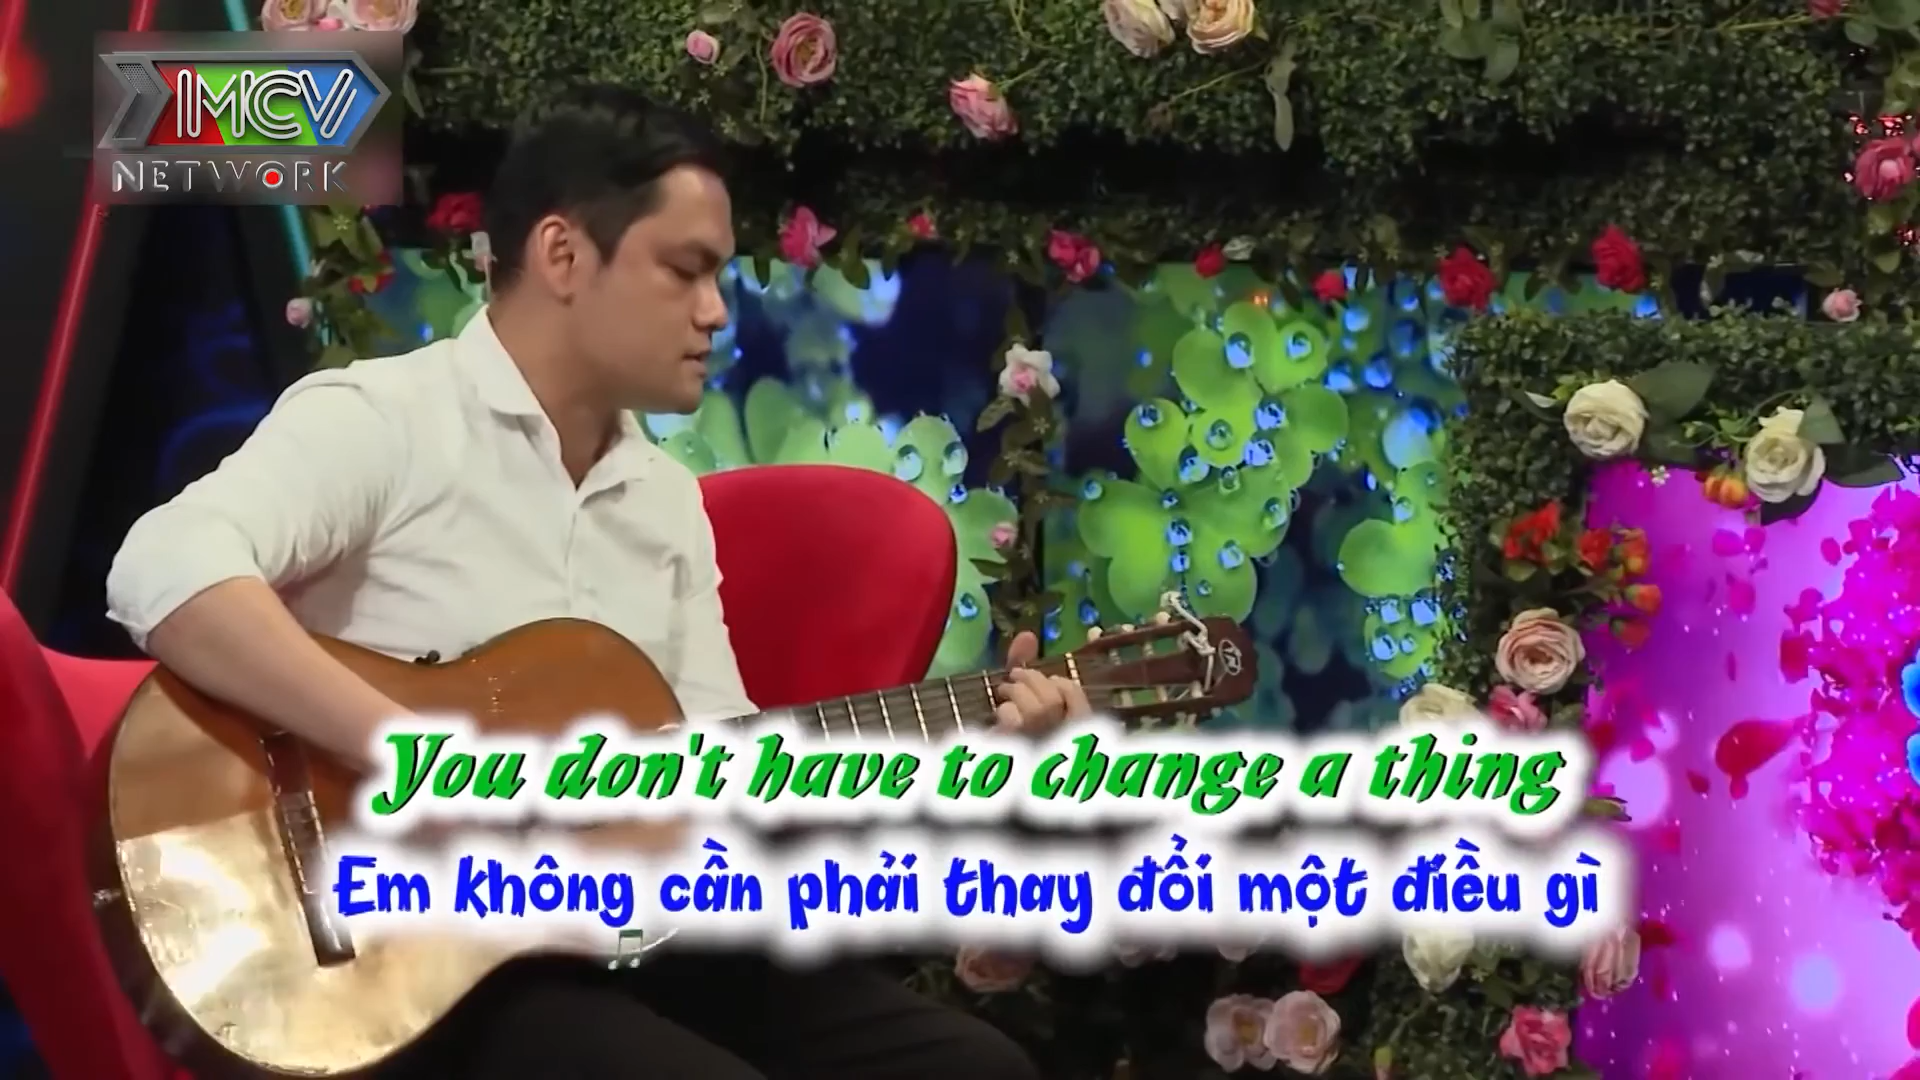 MCV
NETWORK
You don't have to change a thing
Em không cần phải thay đổi một điều gì